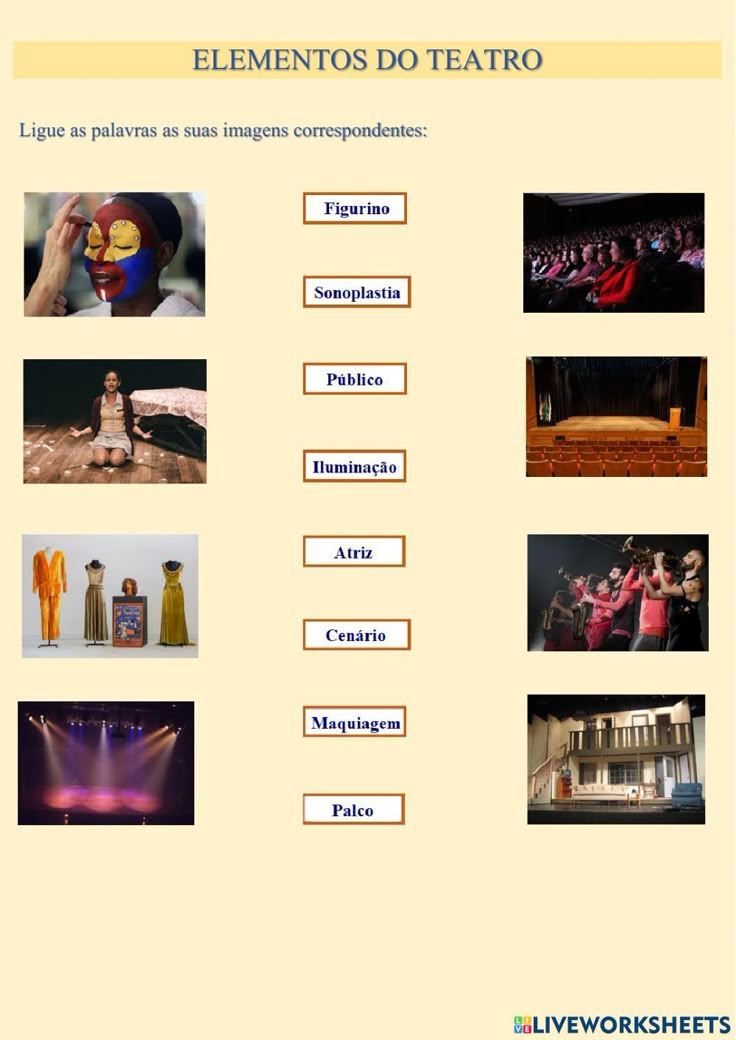 ELEMENTOS DO TEATRO
Ligue as palavras as suas imagens correspondentes:
Figurino
Sonoplastia
Público
Iluminação
Atriz
Cenário
Maquiagem
Palco
LIVE LIVEWORKSHEETS